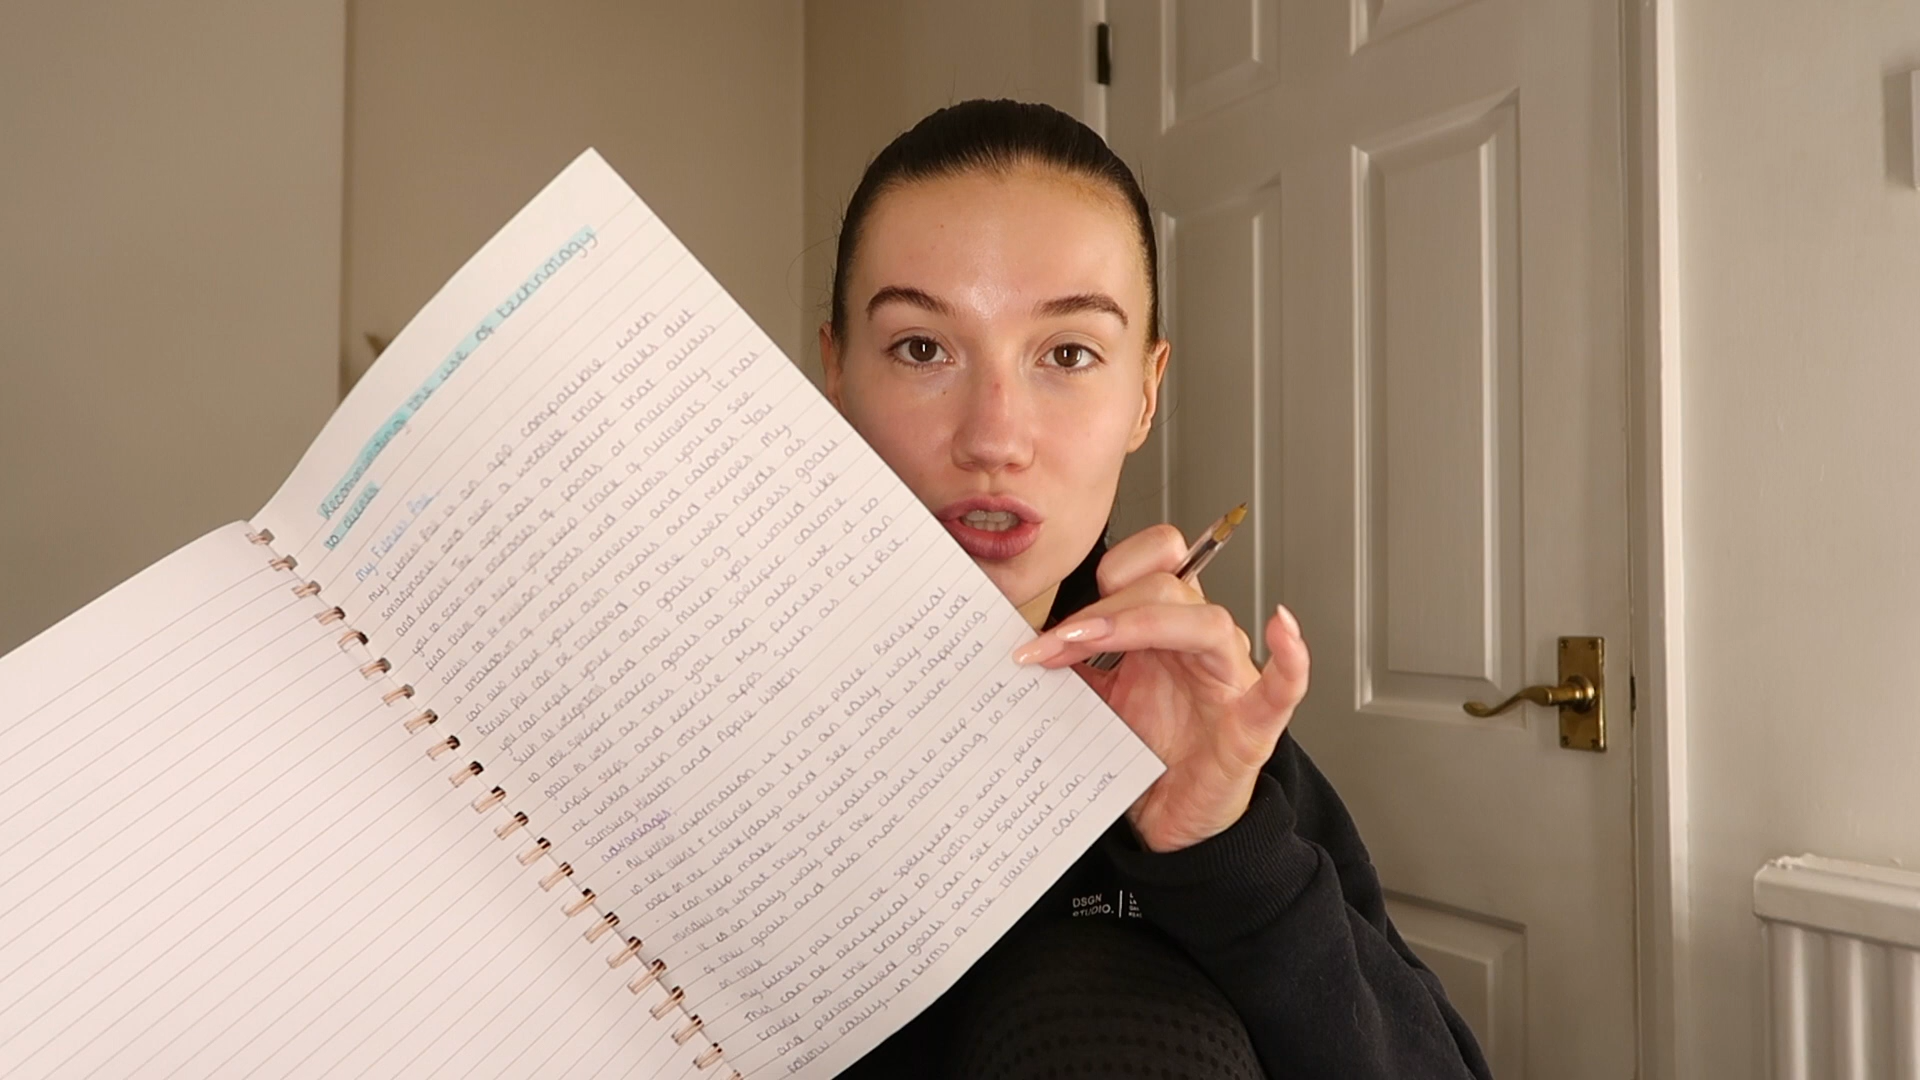 Recommending the use of technology
to clients
My Fitness Pal
My fitness pal is an app compatible with
smartphones and also a website that tracks diet
and exercise. The app has a feature that allows
you to scan the barcodes of foods or manually
find this to help you keep track of nutrients. It has
access to million foods and allows you to see
a breakdown of macro nutrients and calories. You
can also input your own meals and recipes. My
fitness pal can be tailored to the users needs as
you can input your own goals e.g. fitness goals
such as weight loss and how much you would like
to lose, specific macro goals as specific calorie
goals. As well as this you can also use it to
input steps and exercise. My fitness Pal can
be linked with other apps such as FitBit,
Samsung Health and Apple Watch
advantages:
- All fitness information is in one place. Beneficial
to the client + trainer as it is an easy way to look
back on the week/days and see what is happening
- It can help make the client more aware and
mindful of what they are eating
- It is an easy way for the client to keep track
of their goals and also more motivating to stay
on track
- My fitness pal can be specified to each person.
This can be beneficial to both client and
trainer as the trainer can set specific
and personalised goals and the client can
follow easily. In terms of the trainer can work
DSGN
STUDIO.